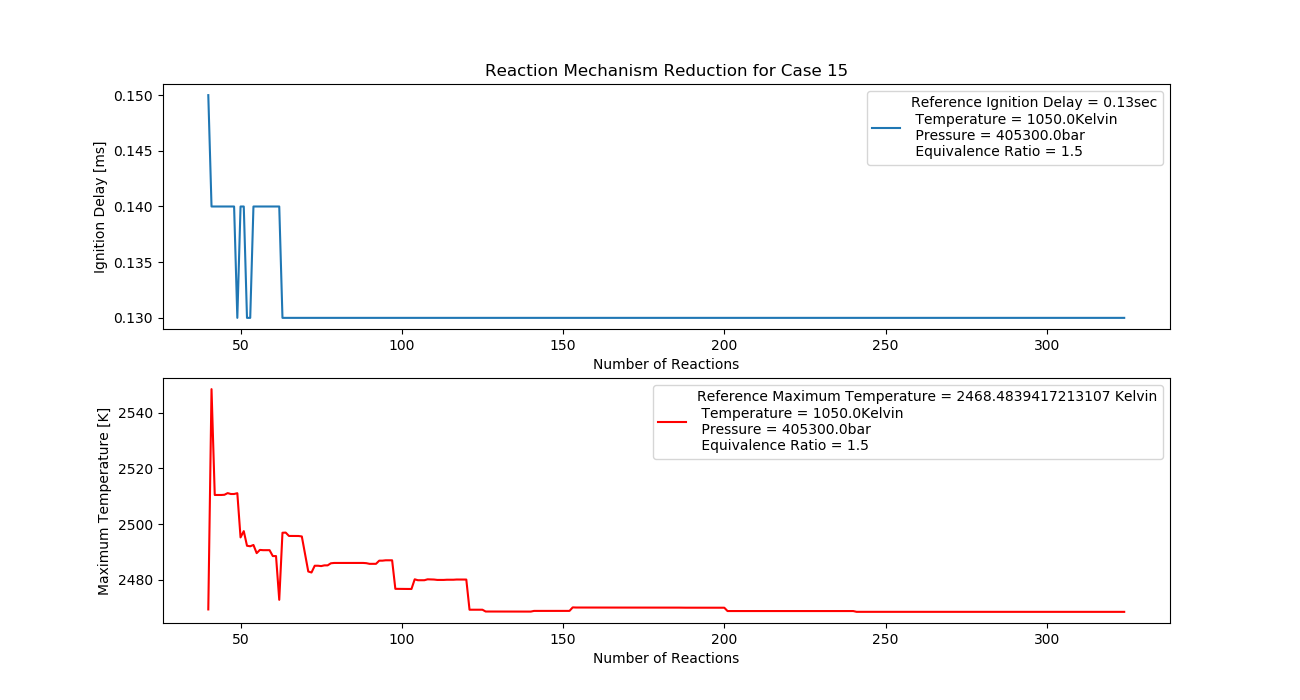 Reaction Mechanism Reduction for Case 15
0.150
0.145
0.140
0.135
0.130
Ignition Delay [ms]
Reference Ignition Delay = 0.13sec
Temperature = 1050.0Kelvin
Pressure = 405300.0bar
Equivalence Ratio = 1.5
50 100 150 200 250 300
Number of Reactions
2540
2520
2500
2480
Maximum Temperature [K]
Reference Maximum Temperature = 2468.4839417213107 Kelvin
Temperature = 1050.0Kelvin
Pressure = 405300.0bar
Equivalence Ratio = 1.5
50 100 150 200 250 300
Number of Reactions